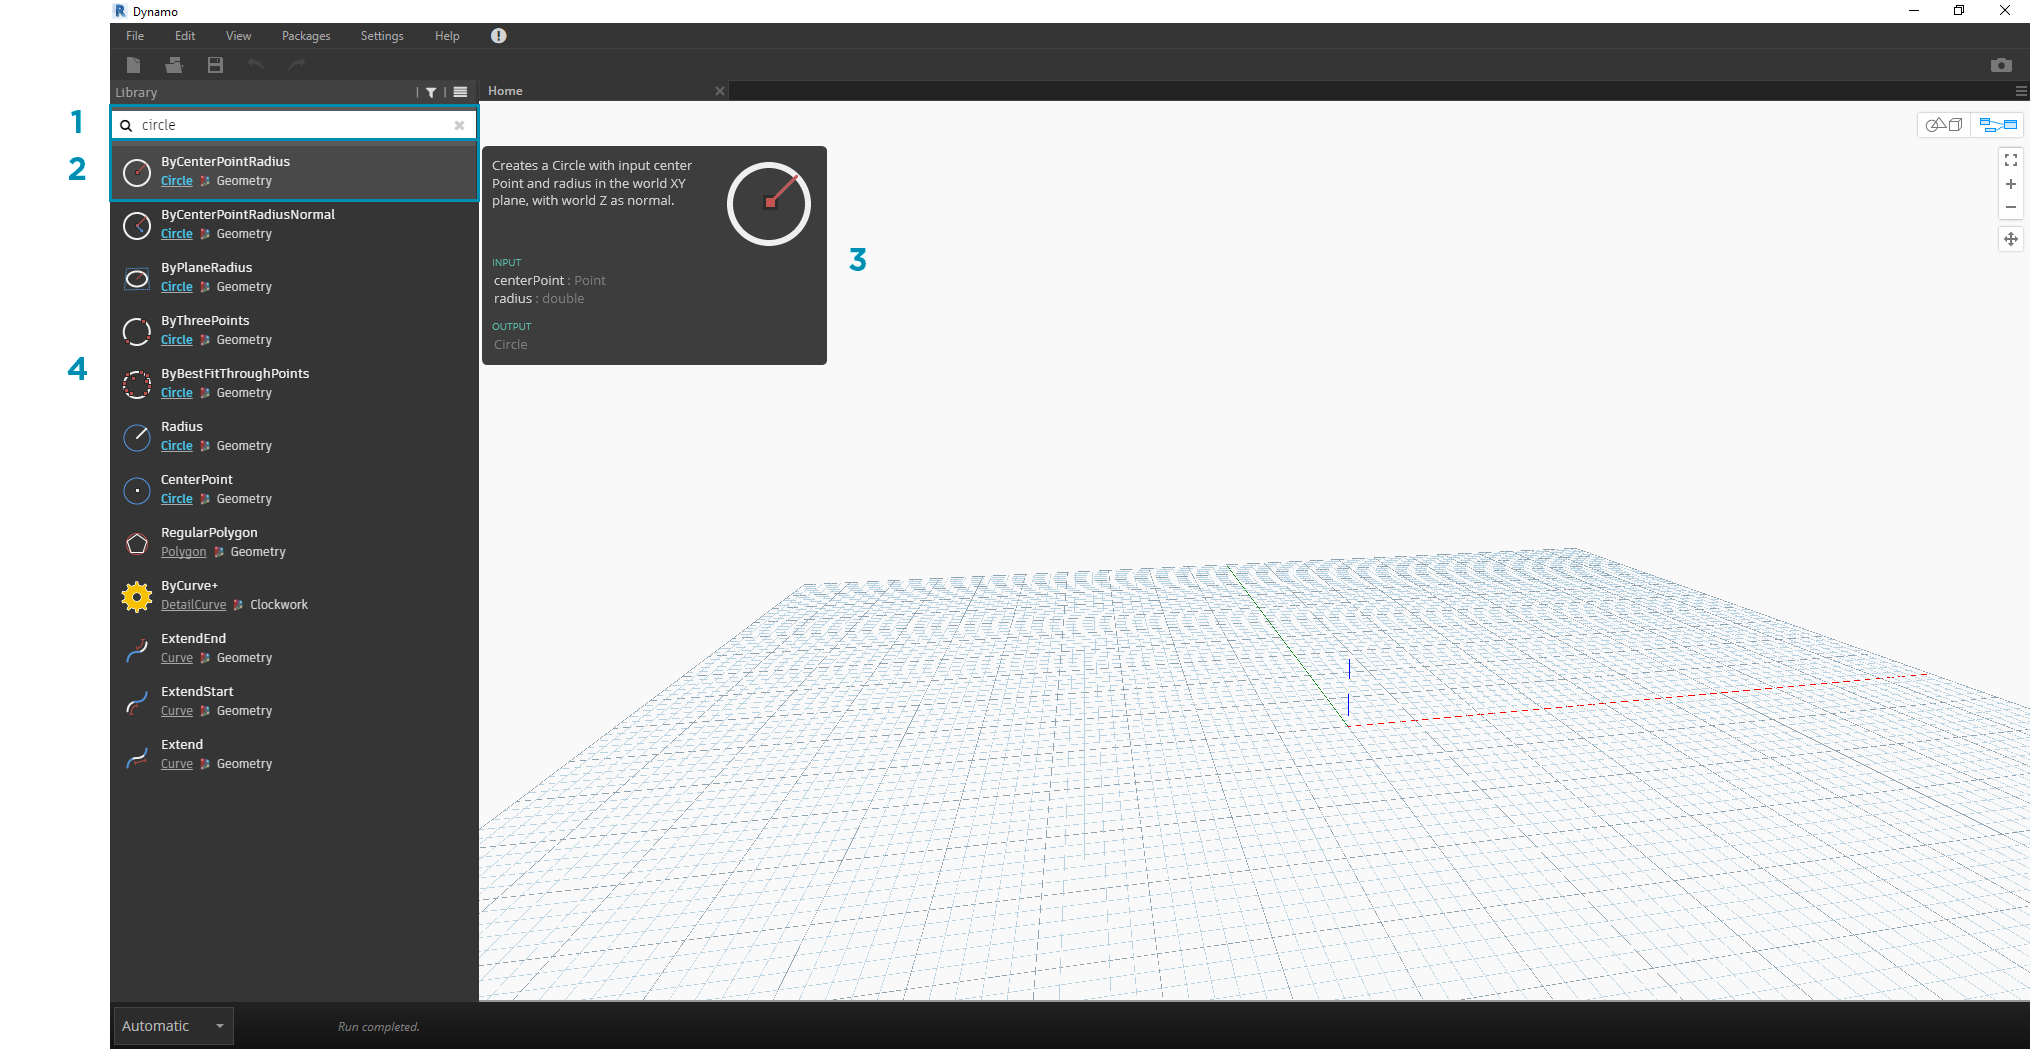 Dynamo
File Edit View Packages Settings Help
Library
Home
1
circle
2
ByCenterPointRadius
Circle Geometry
ByCenterPointRadiusNormal
Circle Geometry
ByPlaneRadius
Circle Geometry
ByThreePoints
Circle Geometry
4
ByBestFitThroughPoints
Circle Geometry
Radius
Circle Geometry
CenterPoint
Circle Geometry
RegularPolygon
Polygon Geometry
ByCurve+
DetailCurve Clockwork
ExtendEnd
Curve Geometry
ExtendStart
Curve Geometry
Extend
Curve Geometry
Creates a Circle with input center
Point and radius in the world XY
plane, with world Z as normal.
INPUT
centerPoint : Point
radius : double
OUTPUT
Circle
3
Automatic
Run completed.